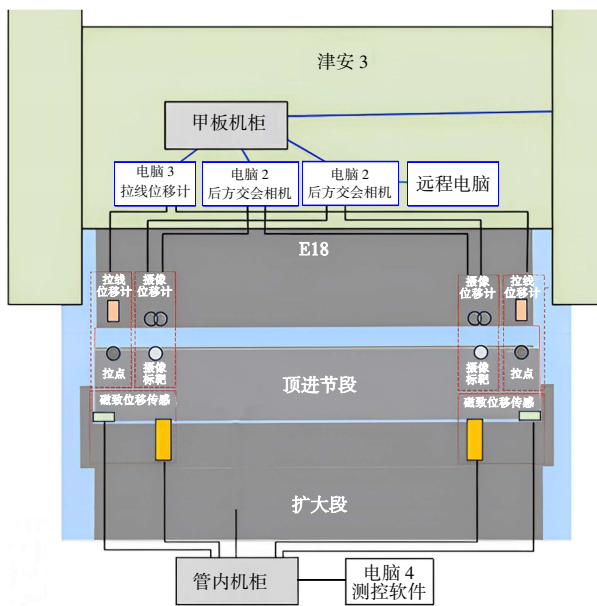 津安 3
甲板机柜
电脑 3
拉线位移计
电脑 2
后方交会相机
电脑 2
后方交会相机
远程电脑
E18
拉线
位移计
摄像
位移计
摄像
位移计
拉线
位移计
拉点
摄像
标靶
顶进节段
摄像
标靶
拉点
磁致位移传感
磁致位移传感
扩大段
管内机柜
电脑 4
测控软件